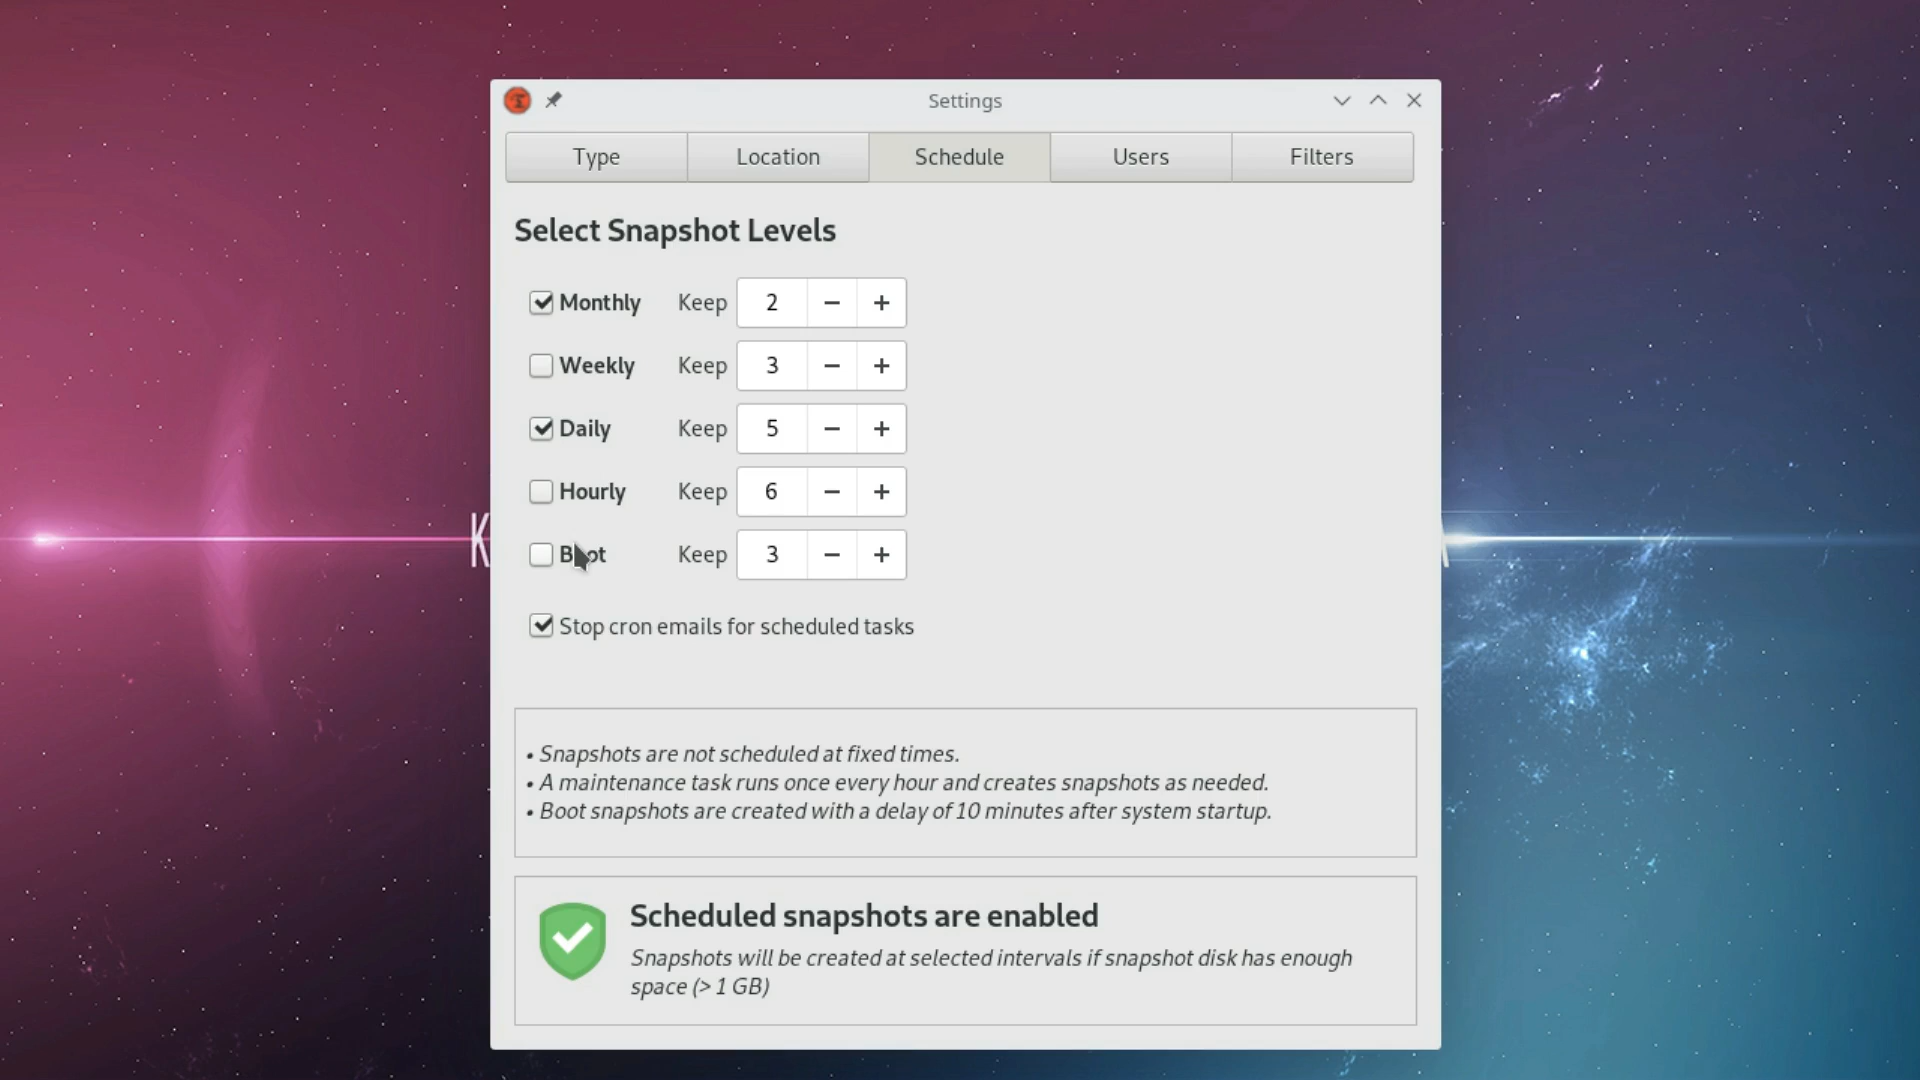 Settings
Type Location Schedule Users Filters
Select Snapshot Levels
Monthly Keep 2 − +
Weekly Keep 3 − +
Daily Keep 5 − +
Hourly Keep 6 − +
Boot Keep 3 − +
K
Stop cron emails for scheduled tasks
• Snapshots are not scheduled at fixed times.
• A maintenance task runs once every hour and creates snapshots as needed.
• Boot snapshots are created with a delay of 10 minutes after system startup.
Scheduled snapshots are enabled
Snapshots will be created at selected intervals if snapshot disk has enough
space (> 1 GB)